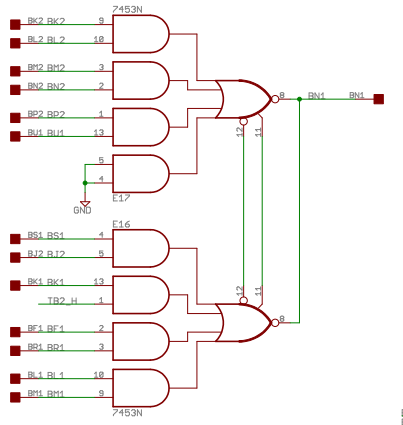 7453N
BK2 BK2 9
BL2 BL2 10
BM2 BM2 3
BN2 BN2 2
8 BN1 BN1
BP2 BP2 1
BU1 BU1 13
12 11
5
4
E17
GND
E16
BS1 BS1 4
BJ2 BJ2 5
BK1 BK1 13
12 11
TB2_H 1
8
BF1 BF1 2
BR1 BR1 3
BL1 BL1 10
BM1 BM1 9
7453N